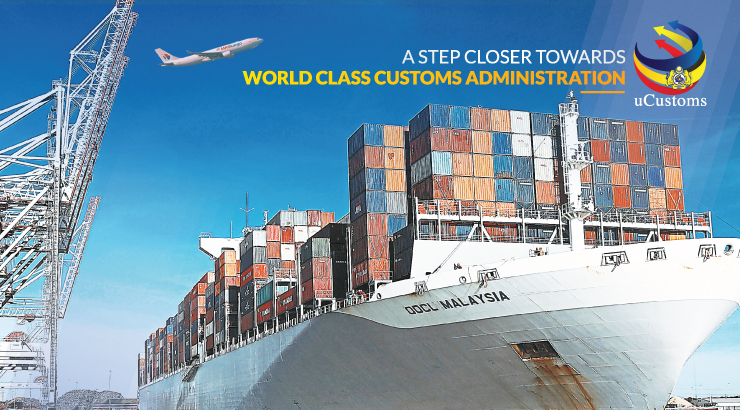 A STEP CLOSER TOWARDS
WORLD CLASS CUSTOMS ADMINISTRATION
uCustoms
OOCL MALAYSIA